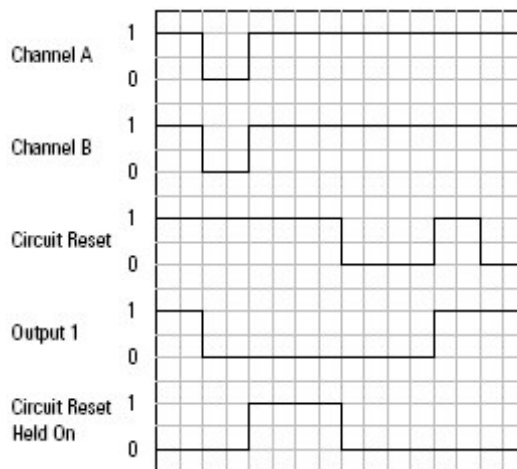 Channel A
1
0
Channel B
1
0
Circuit Reset
1
0
Output 1
1
0
Circuit Reset
Held On
1
0